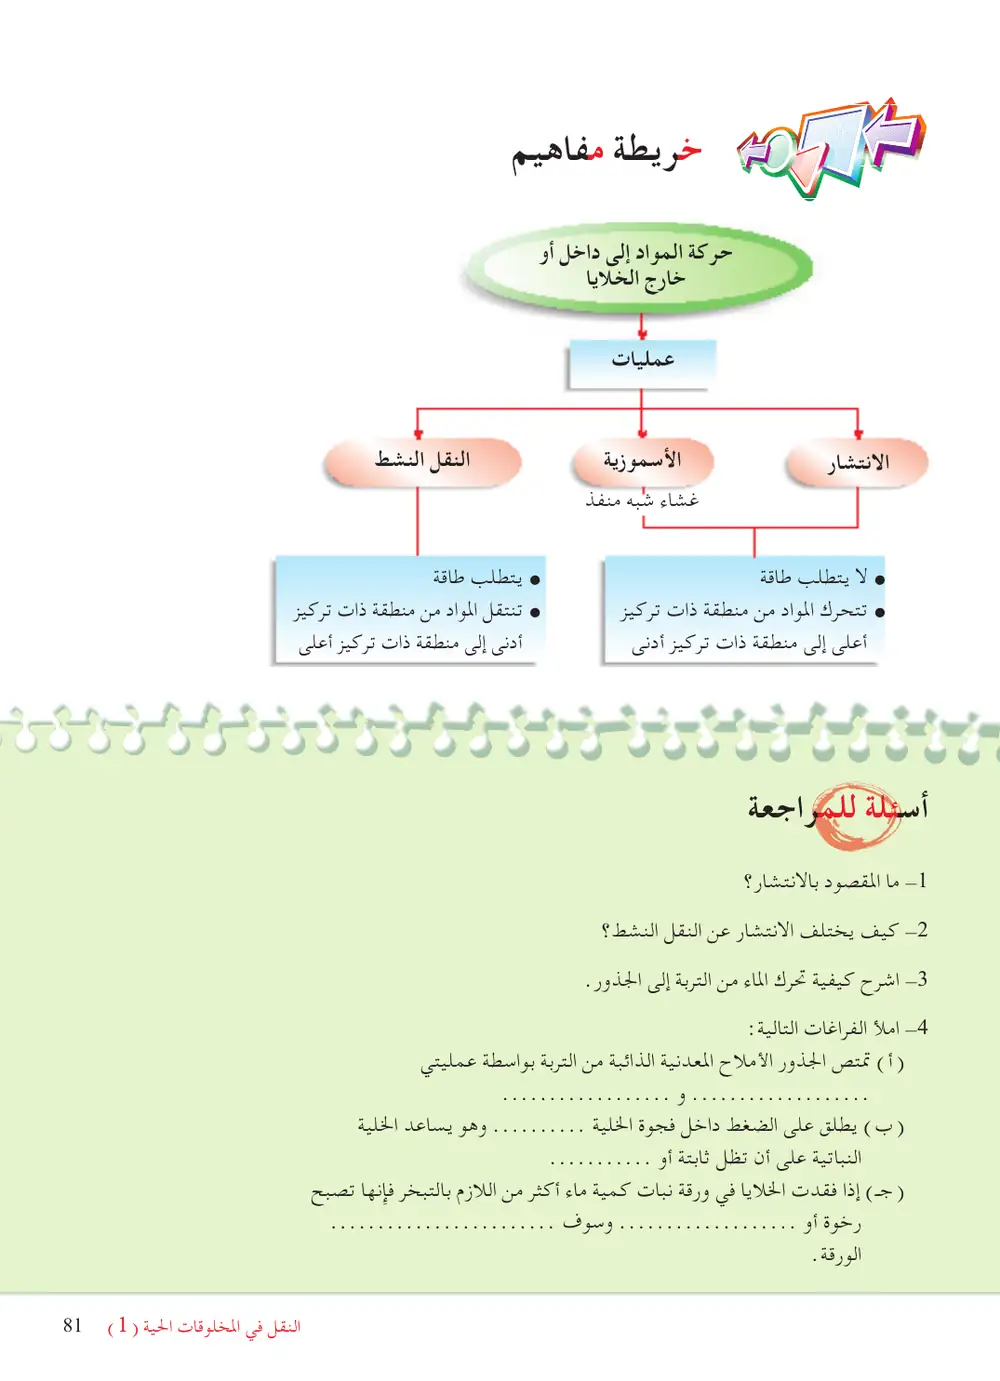 خريطة مفاهيم
حركة المواد إلى داخل أو
خارج الخلايا
عمليات
الانتشار
الأسموزية
النقل النشط
غشاء شبه منفذ
● لا يتطلب طاقة
● تتحرك المواد من منطقة ذات تركيز
أعلى إلى منطقة ذات تركيز أدنى
● يتطلب طاقة
● تنتقل المواد من منطقة ذات تركيز
أدنى إلى منطقة ذات تركيز أعلى
أسئلة للمراجعة
1– ما المقصود بالانتشار؟
2– كيف يختلف الانتشار عن النقل النشط؟
3– اشرح كيفية تحرك الماء من التربة إلى الجذور.
4– املأ الفراغات التالية:
(أ) تمتص الجذور الأملاح المعدنية الذائبة من التربة بواسطة عمليتي
................... و ..................
(ب) يطلق على الضغط داخل فجوة الخلية .......... وهو يساعد الخلية
النباتية على أن تظل ثابتة أو ...........
(جـ) إذا فقدت الخلايا في ورقة نبات كمية ماء أكثر من اللازم بالتبخر فإنها تصبح
رخوة أو ................... وسوف ........................
الورقة.
النقل في المخلوقات الحية (1) 81